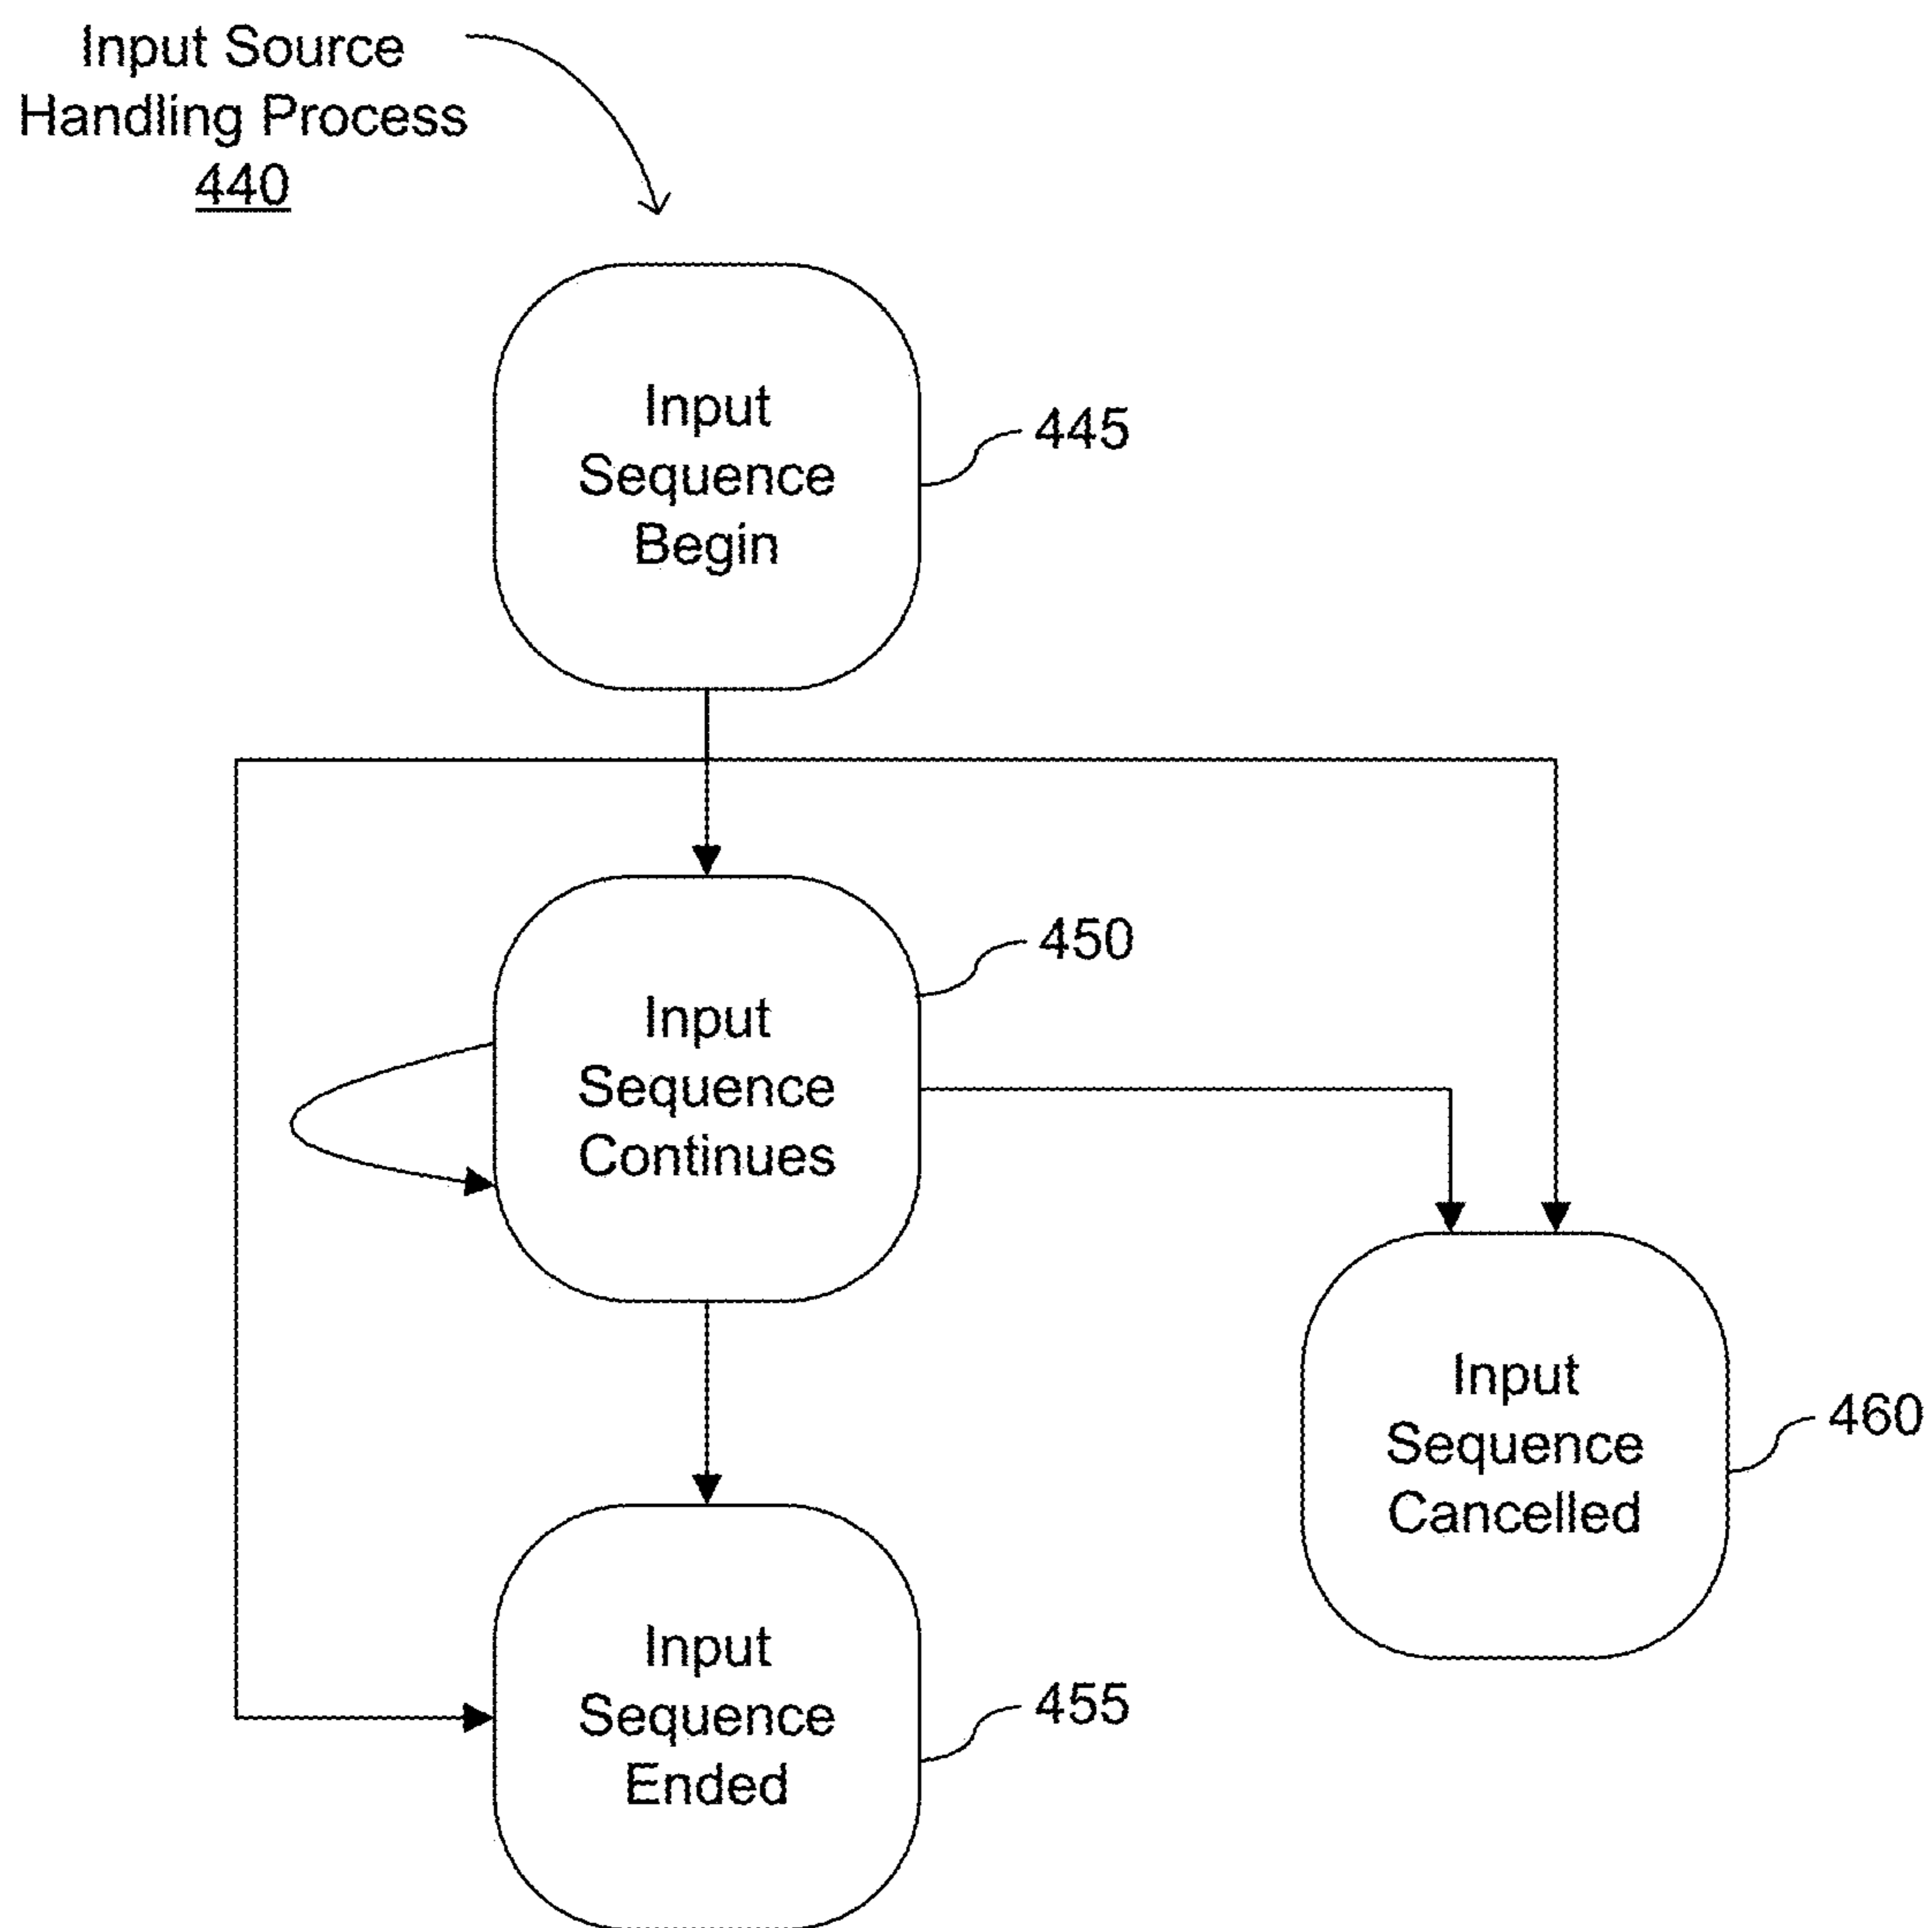 Input Source
Handling Process
440
Input
Sequence
Begin
445
Input
Sequence
Continues
450
Input
Sequence
Cancelled
460
Input
Sequence
Ended
455